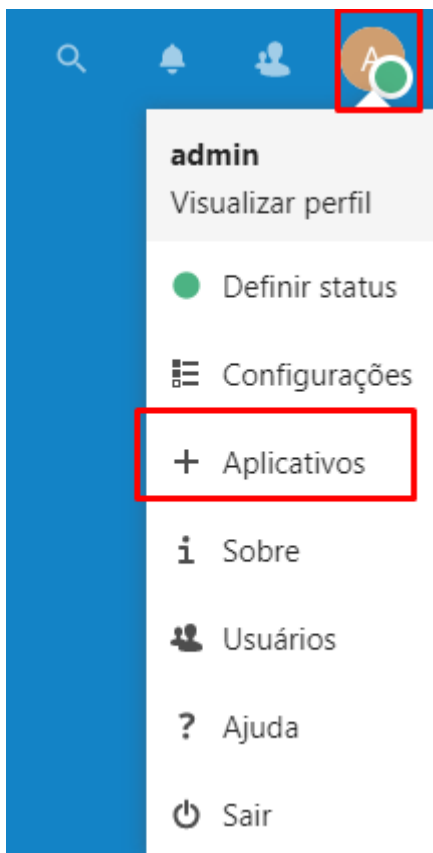 A
admin
Visualizar perfil
Definir status
Configurações
Aplicativos
Sobre
Usuários
Ajuda
Sair